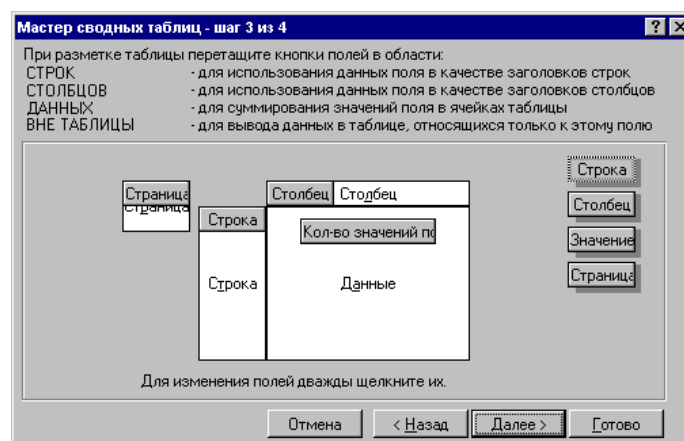 Мастер сводных таблиц - шаг 3 из 4
При разметке таблицы перетащите кнопки полей в области:
СТРОК - для использования данных поля в качестве заголовков строк
СТОЛБЦОВ - для использования данных поля в качестве заголовков столбцов
ДАННЫХ - для суммирования значений поля в ячейках таблицы
ВНЕ ТАБЛИЦЫ - для вывода данных в таблице, относящихся только к этому полю
Строка
Страница Столбец Столбец
Столбец
Страница
Строка
Кол-во значений по
Значение
Строка Данные
Страница
Для изменения полей дважды щелкните их.
Отмена < Назад Далее > Готово